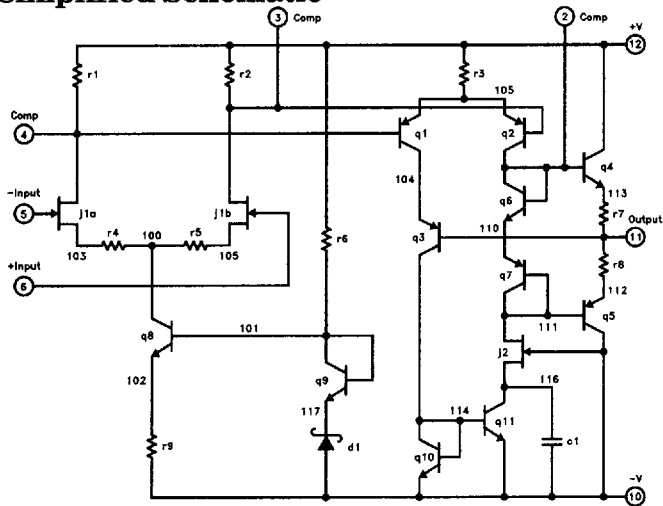 Simplified Schematic
3 Comp
2 Comp
+V
12
r1
r2
r3
105
Comp
4
q1
q2
q4
104
113
-Input
5
j1a
j1b
q6
r7
Output
11
r4
100
r5
r6
q3
110
103
105
r8
+Input
6
q7
112
q8
101
111
q5
j2
102
q9
116
117
114
q11
r9
d1
q10
c1
-V
10